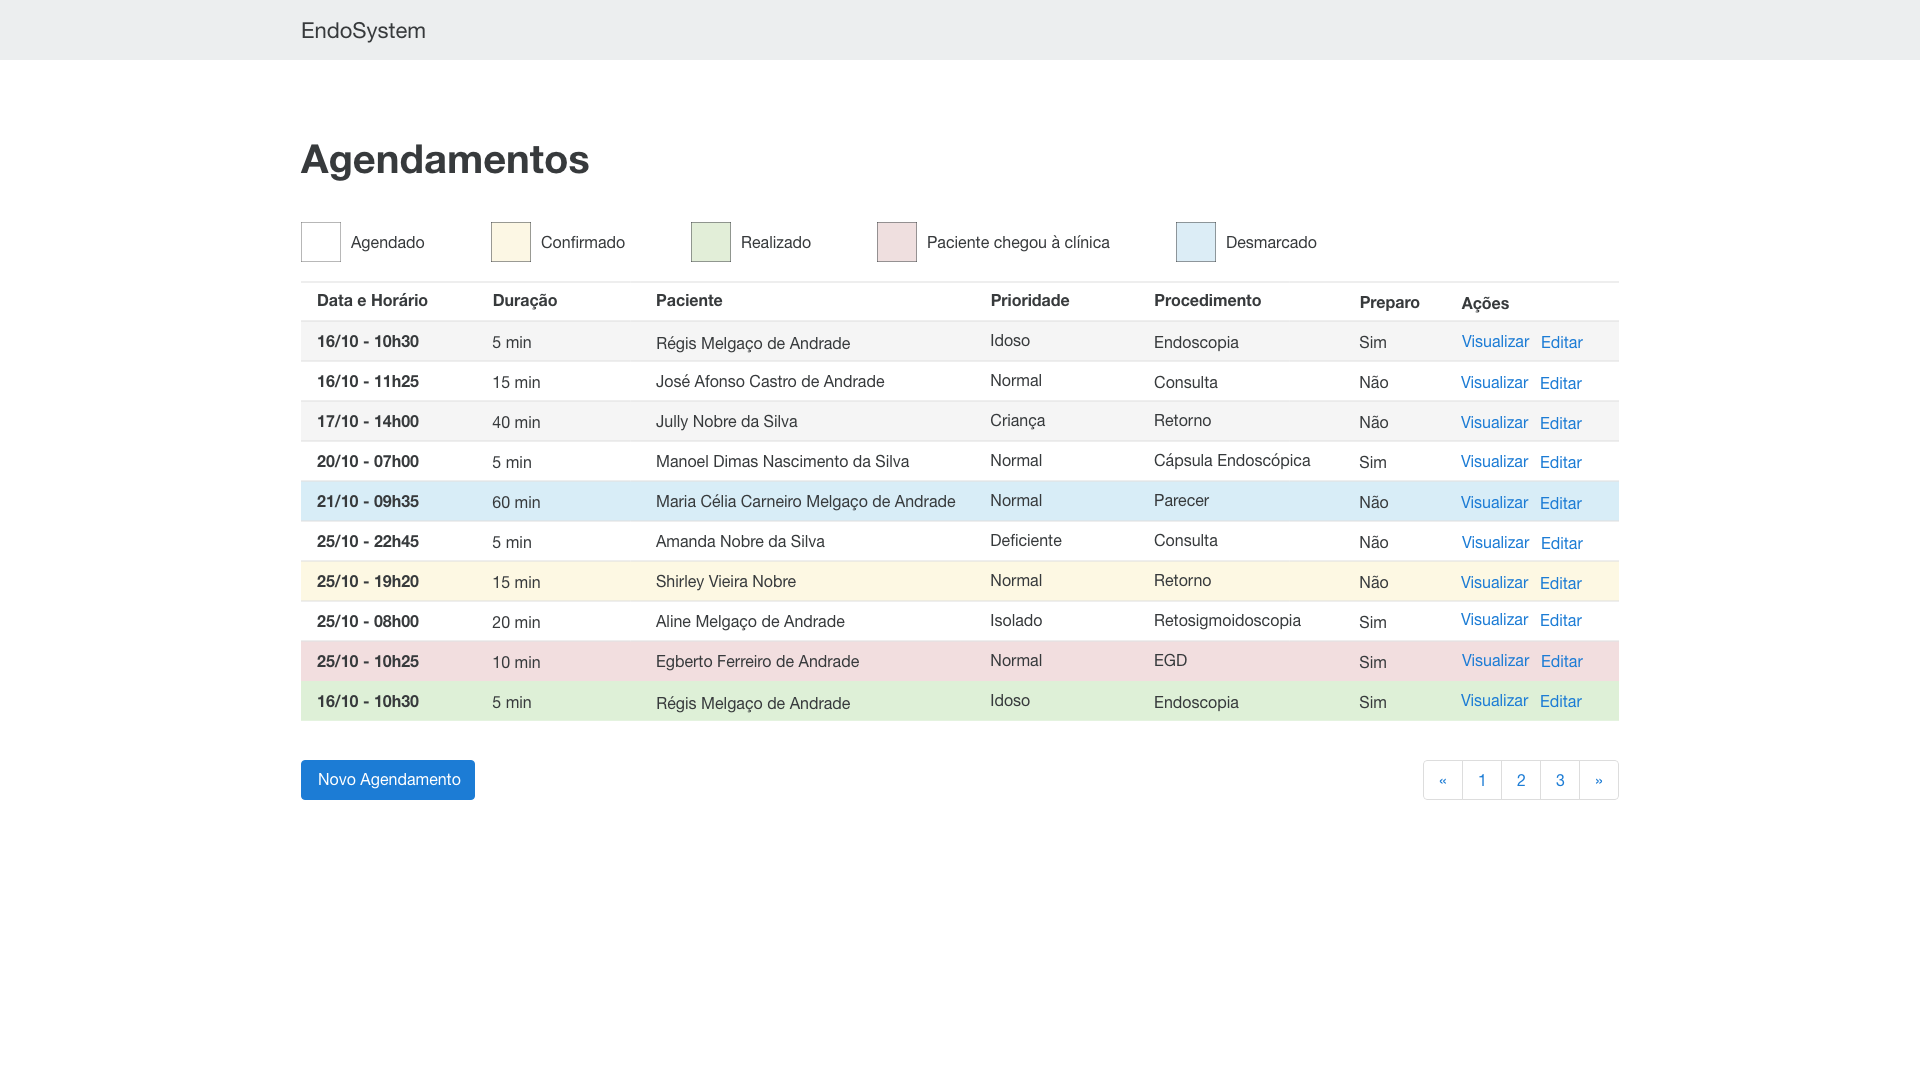 EndoSystem
Agendamentos
Agendado Confirmado Realizado Paciente chegou à clínica Desmarcado
Data e Horário Duração Paciente Prioridade Procedimento Preparo Ações
16/10 - 10h30 5 min Régis Melgaço de Andrade Idoso Endoscopia Sim Visualizar Editar
16/10 - 11h25 15 min José Afonso Castro de Andrade Normal Consulta Não Visualizar Editar
17/10 - 14h00 40 min Jully Nobre da Silva Criança Retorno Não Visualizar Editar
20/10 - 07h00 5 min Manoel Dimas Nascimento da Silva Normal Cápsula Endoscópica Sim Visualizar Editar
21/10 - 09h35 60 min Maria Célia Carneiro Melgaço de Andrade Normal Parecer Não Visualizar Editar
25/10 - 22h45 5 min Amanda Nobre da Silva Deficiente Consulta Não Visualizar Editar
25/10 - 19h20 15 min Shirley Vieira Nobre Normal Retorno Não Visualizar Editar
25/10 - 08h00 20 min Aline Melgaço de Andrade Isolado Retosigmoidoscopia Sim Visualizar Editar
25/10 - 10h25 10 min Egberto Ferreiro de Andrade Normal EGD Sim Visualizar Editar
16/10 - 10h30 5 min Régis Melgaço de Andrade Idoso Endoscopia Sim Visualizar Editar
Novo Agendamento « 1 2 3 »